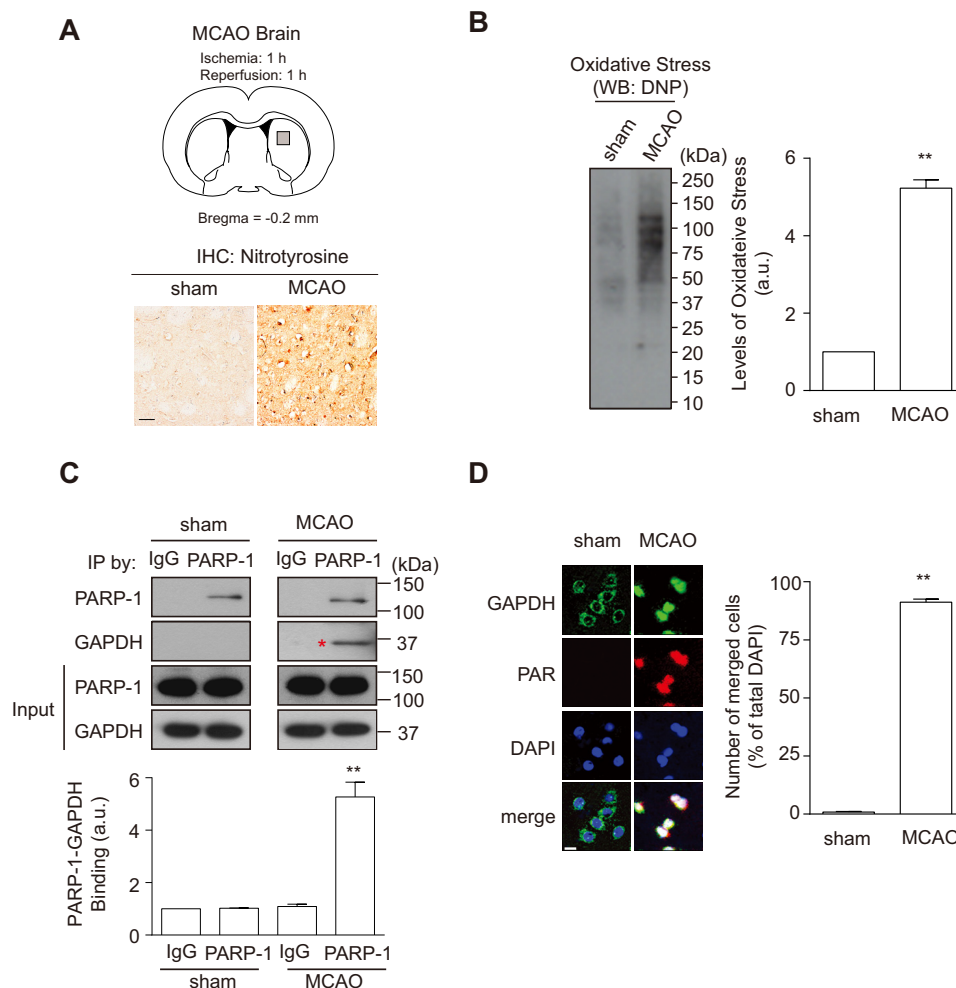 A
MCAO Brain
Ischemia: 1 h
Reperfusion: 1 h
Bregma = -0.2 mm
IHC: Nitrotyrosine
sham MCAO
B
Oxidative Stress
(WB: DNP)
sham MCAO (kDa)
250
150
100
75
50
37
25
20
15
10
Levels of Oxidateive Stress
(a.u.)
6
4
2
0
**
sham MCAO
C
sham MCAO
IP by: IgG PARP-1 IgG PARP-1 (kDa)
PARP-1 150
100
GAPDH * 37
Input
PARP-1 150
100
GAPDH 37
PARP-1-GAPDH
Binding (a.u.)
6
4
2
0
**
IgG PARP-1 IgG PARP-1
sham MCAO
D
sham MCAO
GAPDH
PAR
DAPI
merge
Number of merged cells
(% of tatal DAPI)
100
75
50
25
0
**
sham MCAO